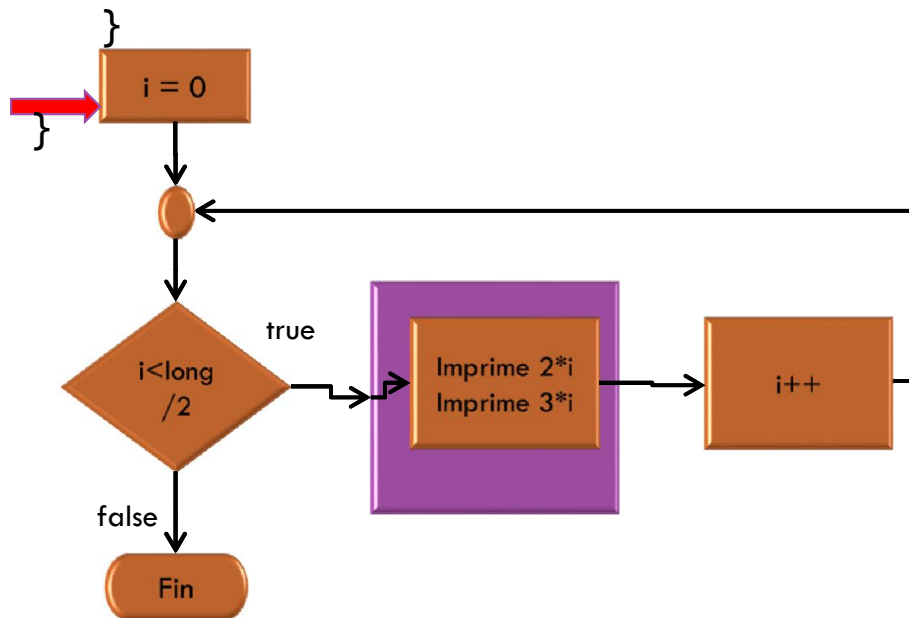 }
i = 0
}
true
i<long
/2
Imprime 2*i
Imprime 3*i
i++
false
Fin